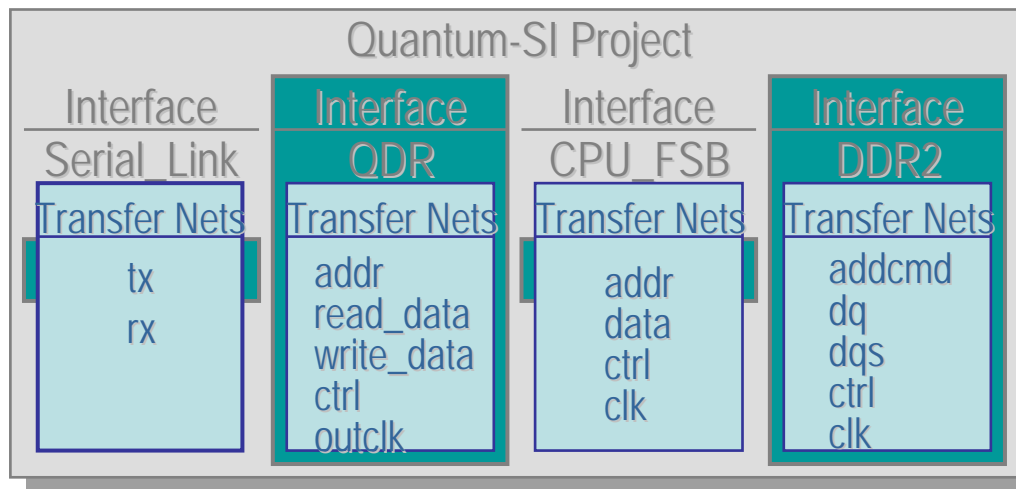 Quantum-SI Project
Interface
Serial_Link
Transfer Nets
tx
rx
Interface
QDR
Transfer Nets
addr
read_data
write_data
ctrl
outclk
Interface
CPU_FSB
Transfer Nets
addr
data
ctrl
clk
Interface
DDR2
Transfer Nets
addcmd
dq
dqs
ctrl
clk